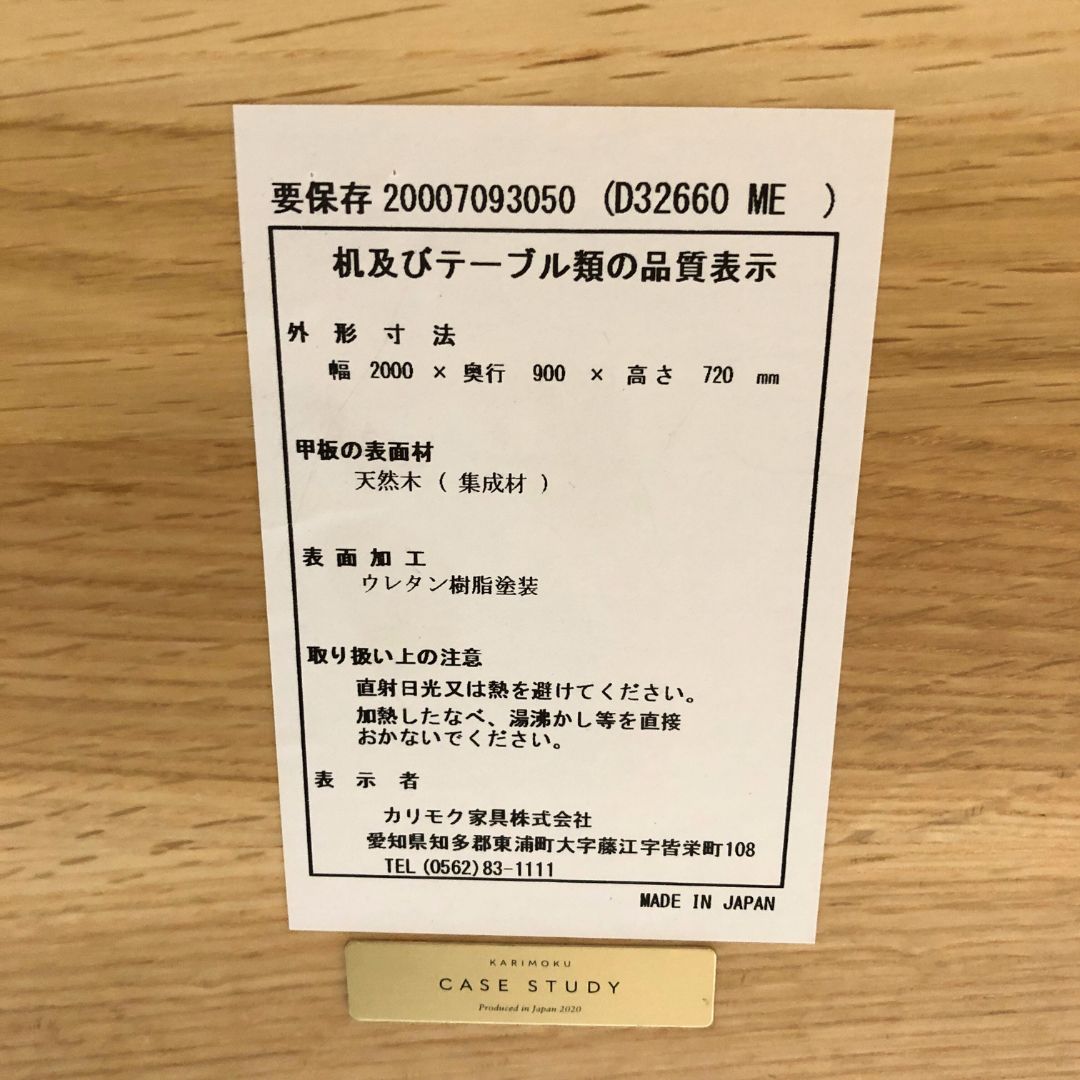 要保存 20007093050 (D32660 ME )
机及びテーブル類の品質表示
外形寸法
幅 2000 × 奥行 900 × 高さ 720 mm
甲板の表面材
天然木 ( 集成材 )
表面加工
ウレタン樹脂塗装
取り扱い上の注意
直射日光又は熱を避けてください。
加熱したなべ、湯沸かし等を直接
おかないでください。
表示者
カリモク家具株式会社
愛知県知多郡東浦町大字藤江字皆栄町108
TEL (0562)83-1111
MADE IN JAPAN
KARIMOKU
CASE STUDY
Produced in Japan 2020